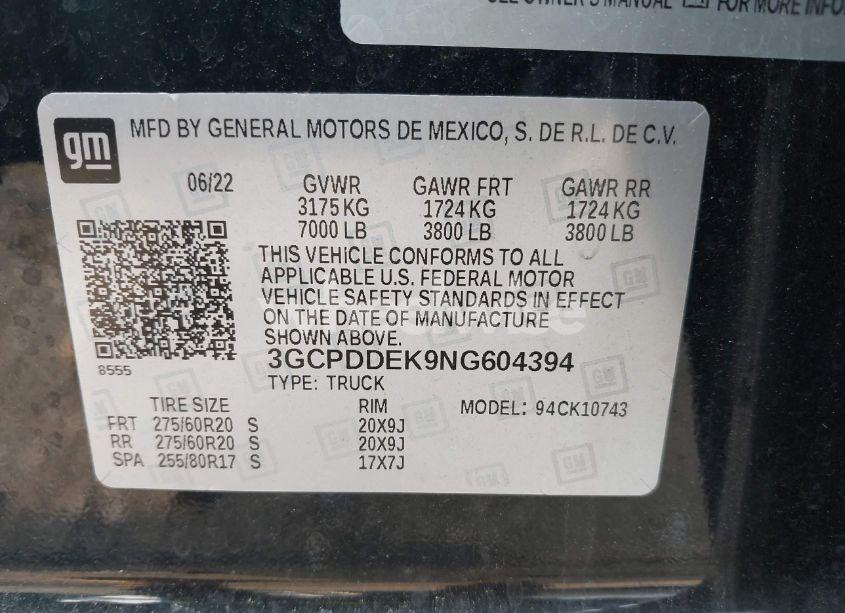 SEE OWNER'S MANUAL FOR MORE INFOR
gm
MFD BY GENERAL MOTORS DE MEXICO, S. DE R.L. DE C.V.
06/22 GVWR GAWR FRT GAWR RR
3175 KG 1724 KG 1724 KG
7000 LB 3800 LB 3800 LB
THIS VEHICLE CONFORMS TO ALL
APPLICABLE U.S. FEDERAL MOTOR
VEHICLE SAFETY STANDARDS IN EFFECT
ON THE DATE OF MANUFACTURE
SHOWN ABOVE.
8555
3GCPDDEK9NG604394
TYPE: TRUCK
TIRE SIZE RIM MODEL: 94CK10743
FRT 275/60R20 S 20X9J
RR 275/60R20 S 20X9J
SPA 255/80R17 S 17X7J